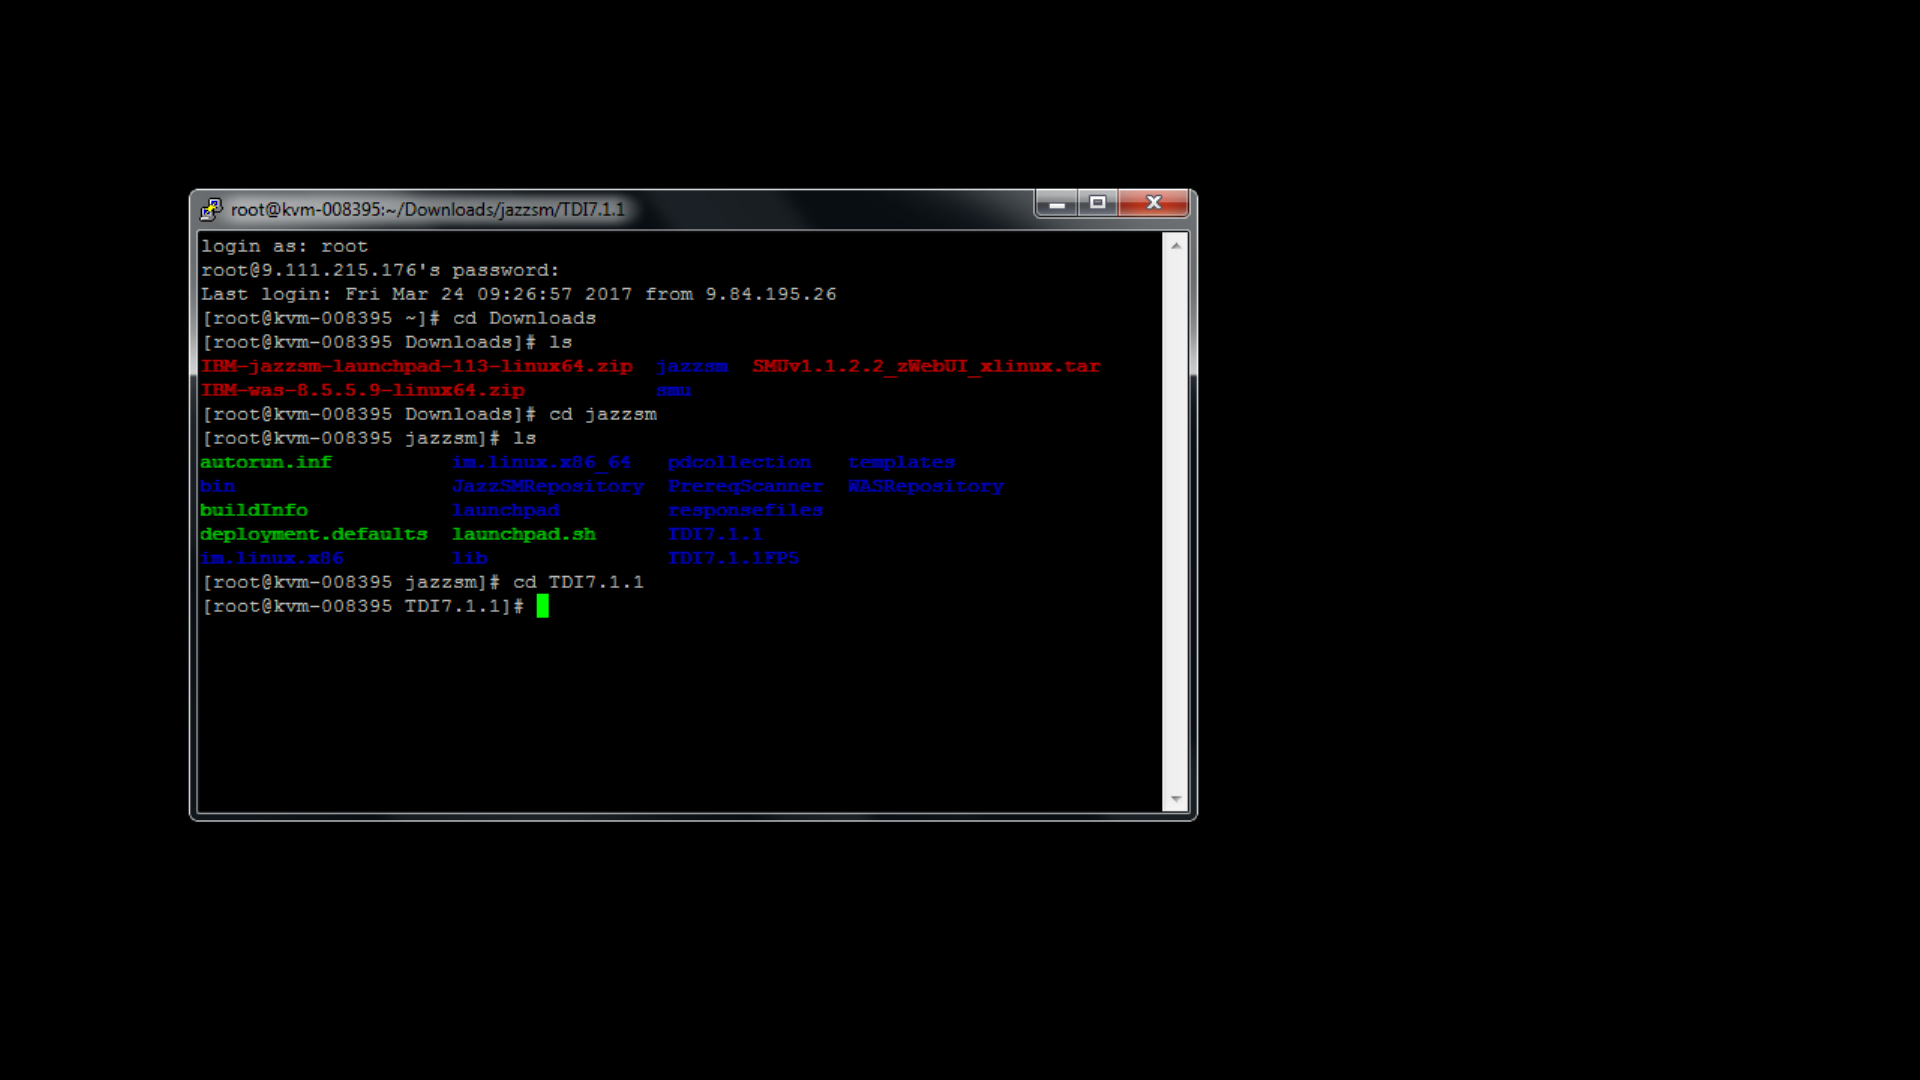 root@kvm-008395:~/Downloads/jazzsm/TDI7.1.1
login as: root
root@9.111.215.176's password:
Last login: Fri Mar 24 09:26:57 2017 from 9.84.195.26
[root@kvm-008395 ~]# cd Downloads
[root@kvm-008395 Downloads]# ls
IBM-jazzsm-launchpad-113-linux64.zip  jazzsm  SMUv1.1.2.2_zWebUI_xlinux.tar
IBM-was-8.5.5.9-linux64.zip           smu
[root@kvm-008395 Downloads]# cd jazzsm
[root@kvm-008395 jazzsm]# ls
autorun.inf          im.linux.x86_64   pdcollection   templates
bin                  JazzSMRepository  PrereqScanner  WASRepository
buildInfo            launchpad         responsefiles
deployment.defaults  launchpad.sh      TDI7.1.1
im.linux.x86         lib               TDI7.1.1FP5
[root@kvm-008395 jazzsm]# cd TDI7.1.1
[root@kvm-008395 TDI7.1.1]#